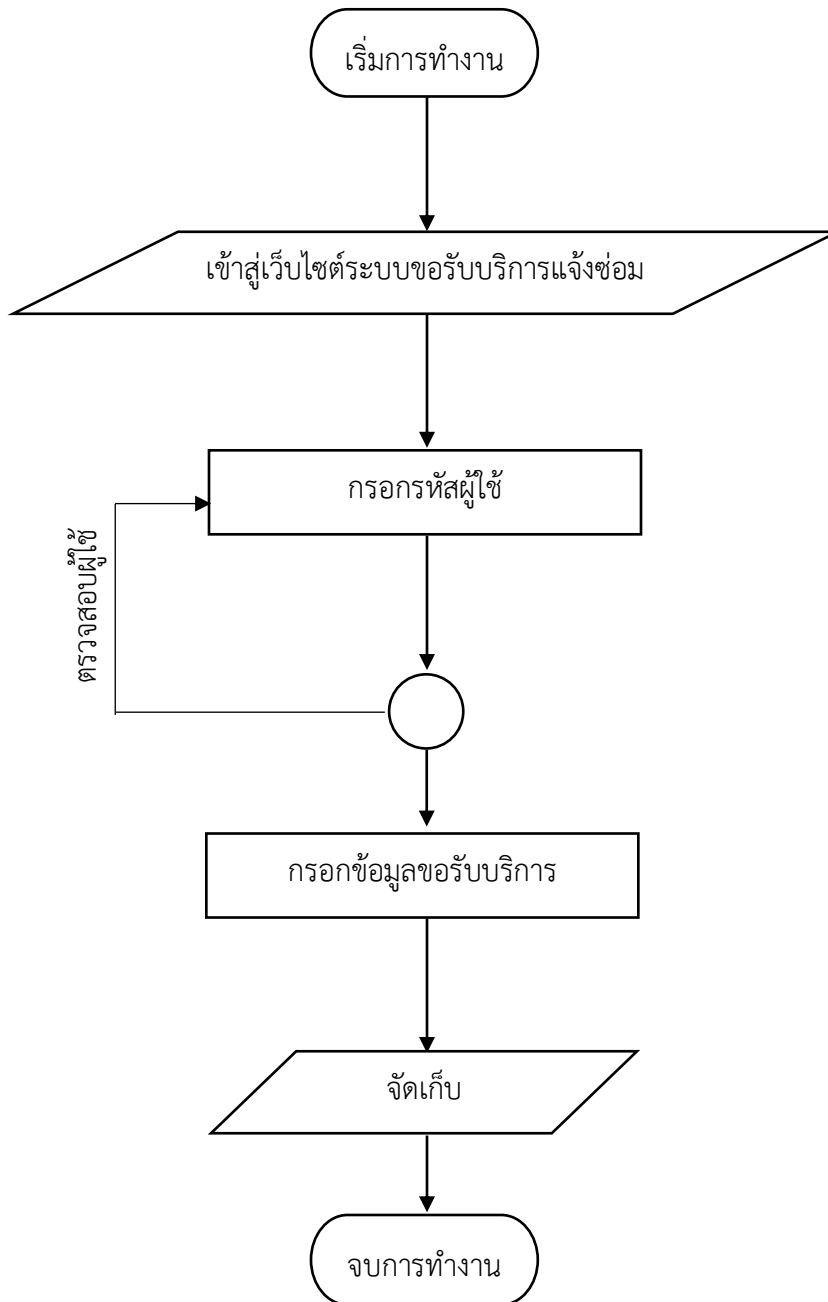 เริ่มการทำงาน
เข้าสู่เว็บไซต์ระบบขอรับบริการแจ้งซ่อม
กรอกรหัสผู้ใช้
ตรวจสอบผู้ใช้
กรอกข้อมูลขอรับบริการ
จัดเก็บ
จบการทำงาน